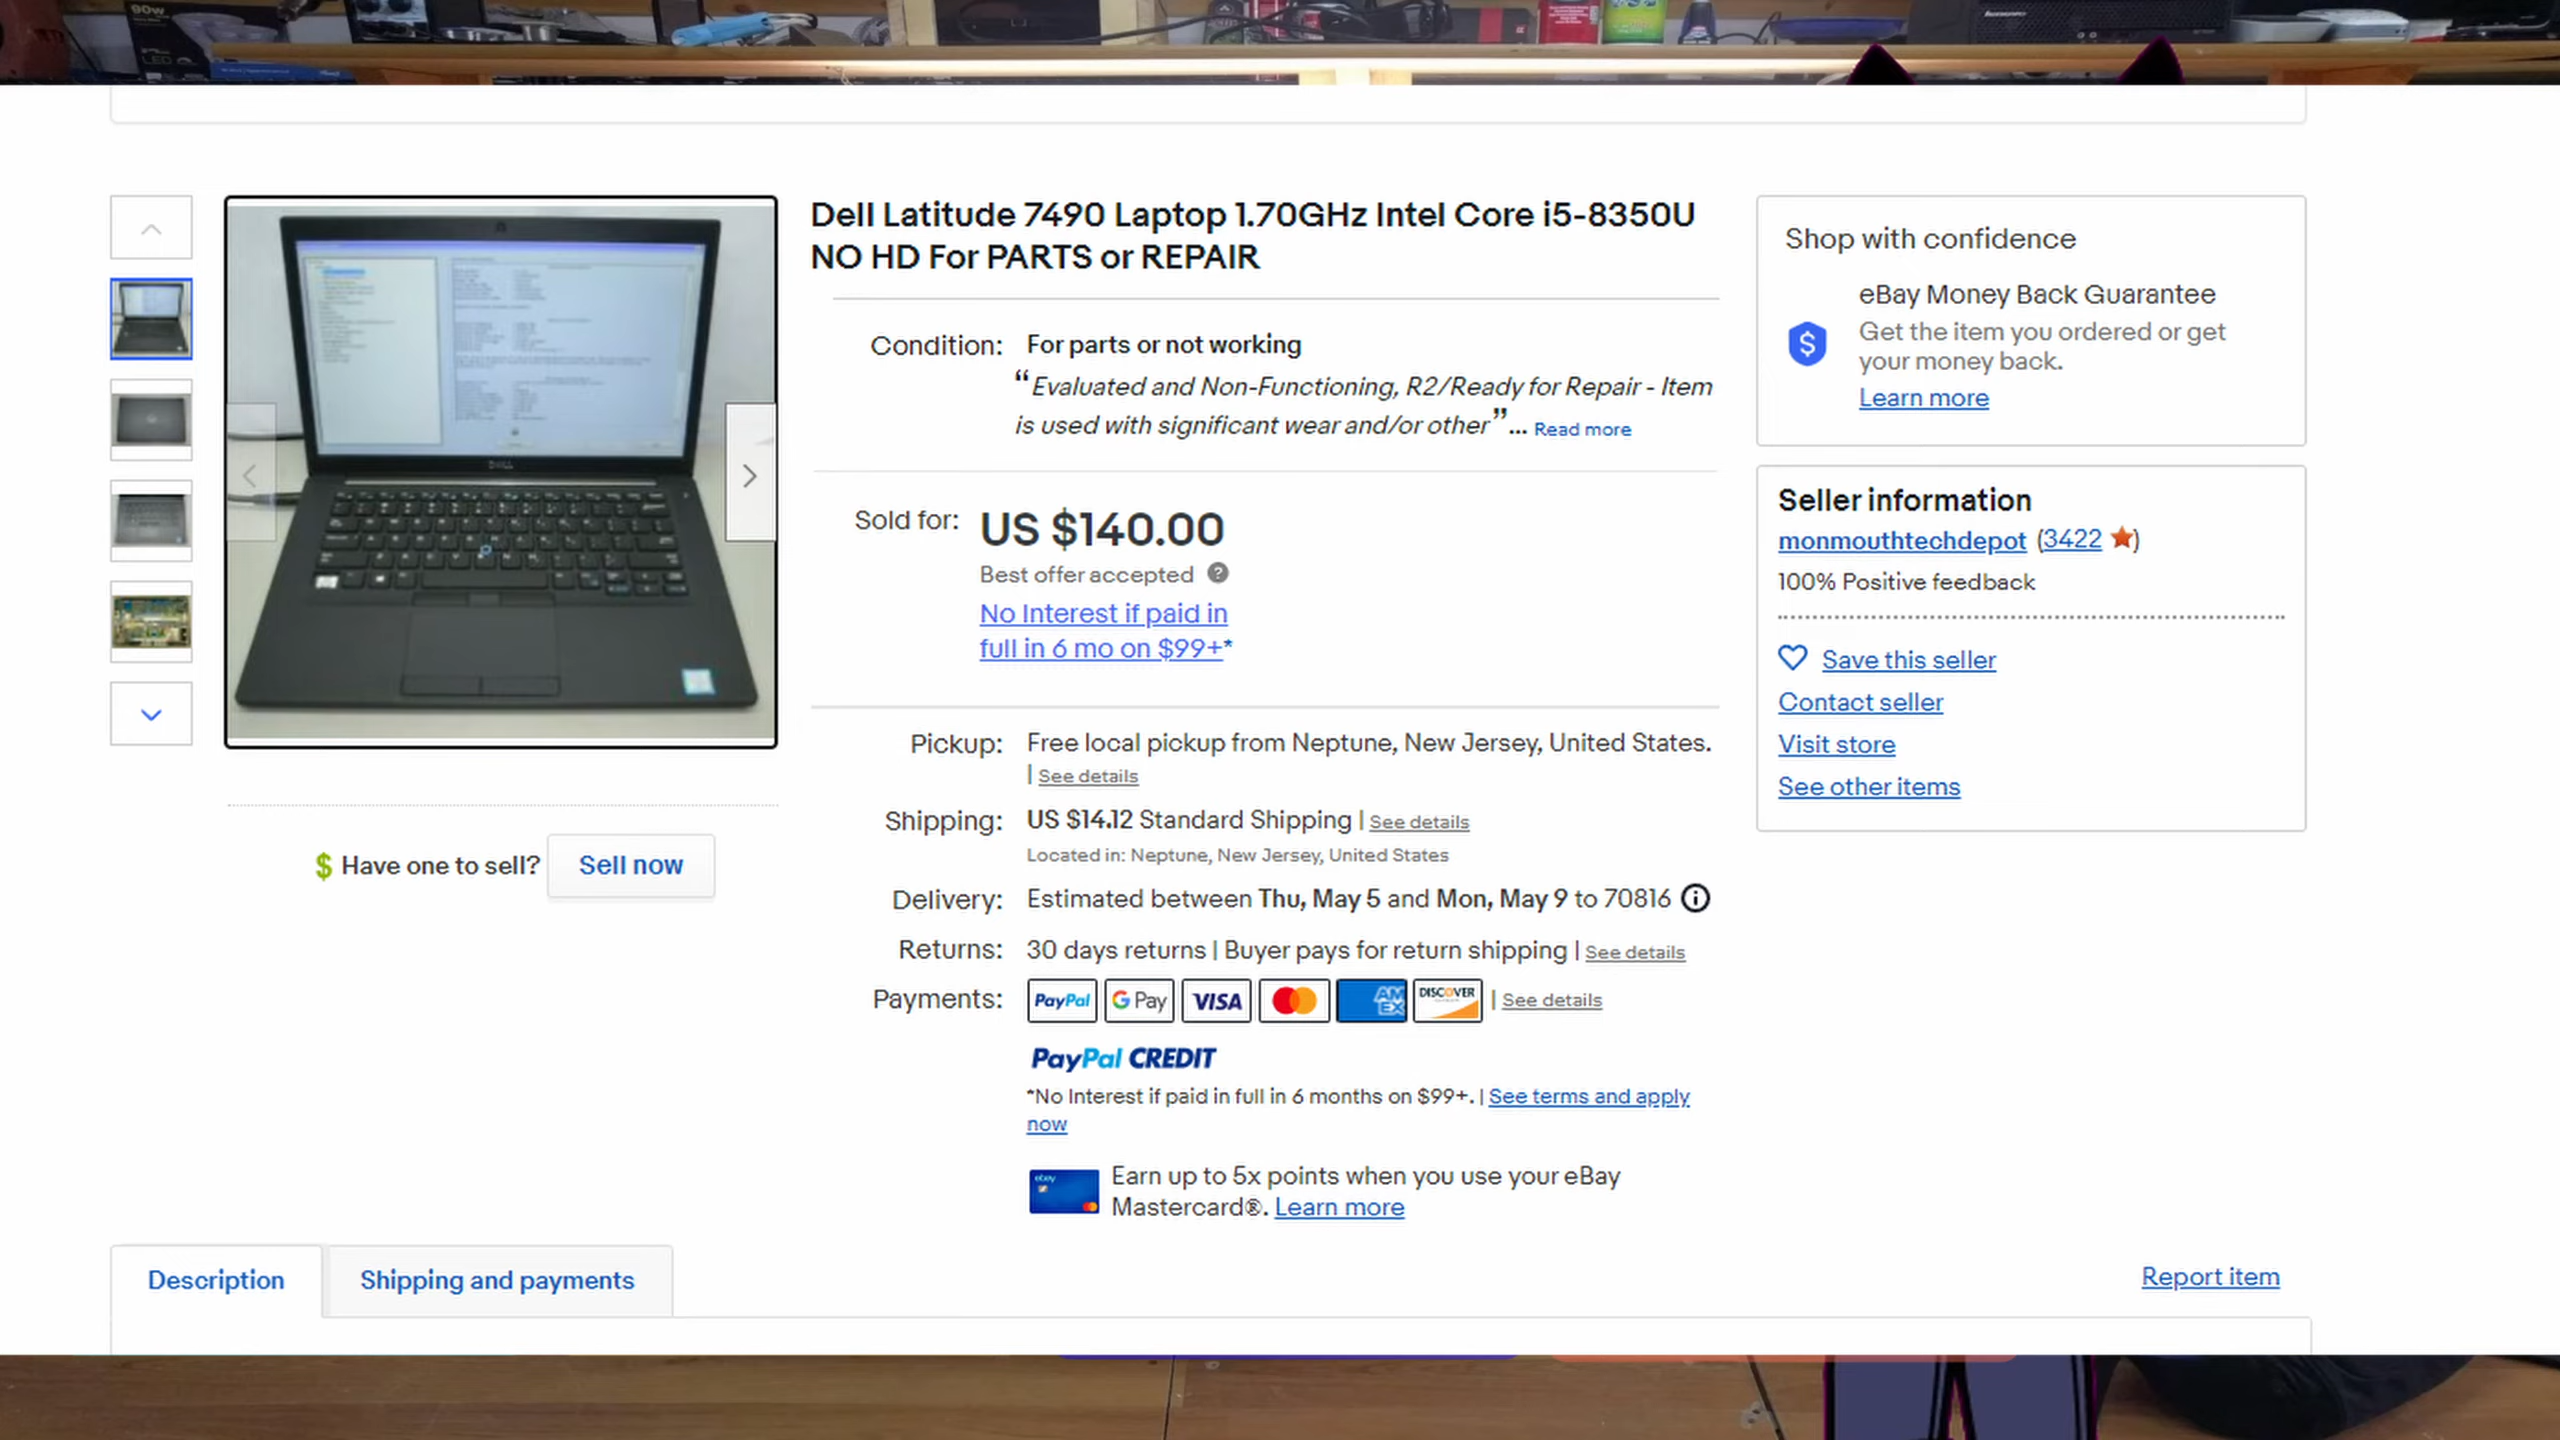 90w
LED
lenovo
Dell Latitude 7490 Laptop 1.70GHz Intel Core i5-8350U
NO HD For PARTS or REPAIR
Condition: For parts or not working
“Evaluated and Non-Functioning, R2/Ready for Repair - Item
is used with significant wear and/or other”... Read more
Sold for: US $140.00
Best offer accepted ?
No Interest if paid in
full in 6 mo on $99+*
Pickup: Free local pickup from Neptune, New Jersey, United States.
| See details
Shipping: US $14.12 Standard Shipping | See details
Located in: Neptune, New Jersey, United States
Delivery: Estimated between Thu, May 5 and Mon, May 9 to 70816 i
Returns: 30 days returns | Buyer pays for return shipping | See details
Payments: PayPal G Pay VISA AM EX DISCOVER | See details
PayPal CREDIT
*No Interest if paid in full in 6 months on $99+. | See terms and apply
now
ebay
Earn up to 5x points when you use your eBay
Mastercard®. Learn more
DELL
$ Have one to sell? Sell now
Shop with confidence
$
eBay Money Back Guarantee
Get the item you ordered or get
your money back.
Learn more
Seller information
monmouthtechdepot (3422 ★)
100% Positive feedback
Save this seller
Contact seller
Visit store
See other items
Description
Shipping and payments
Report item